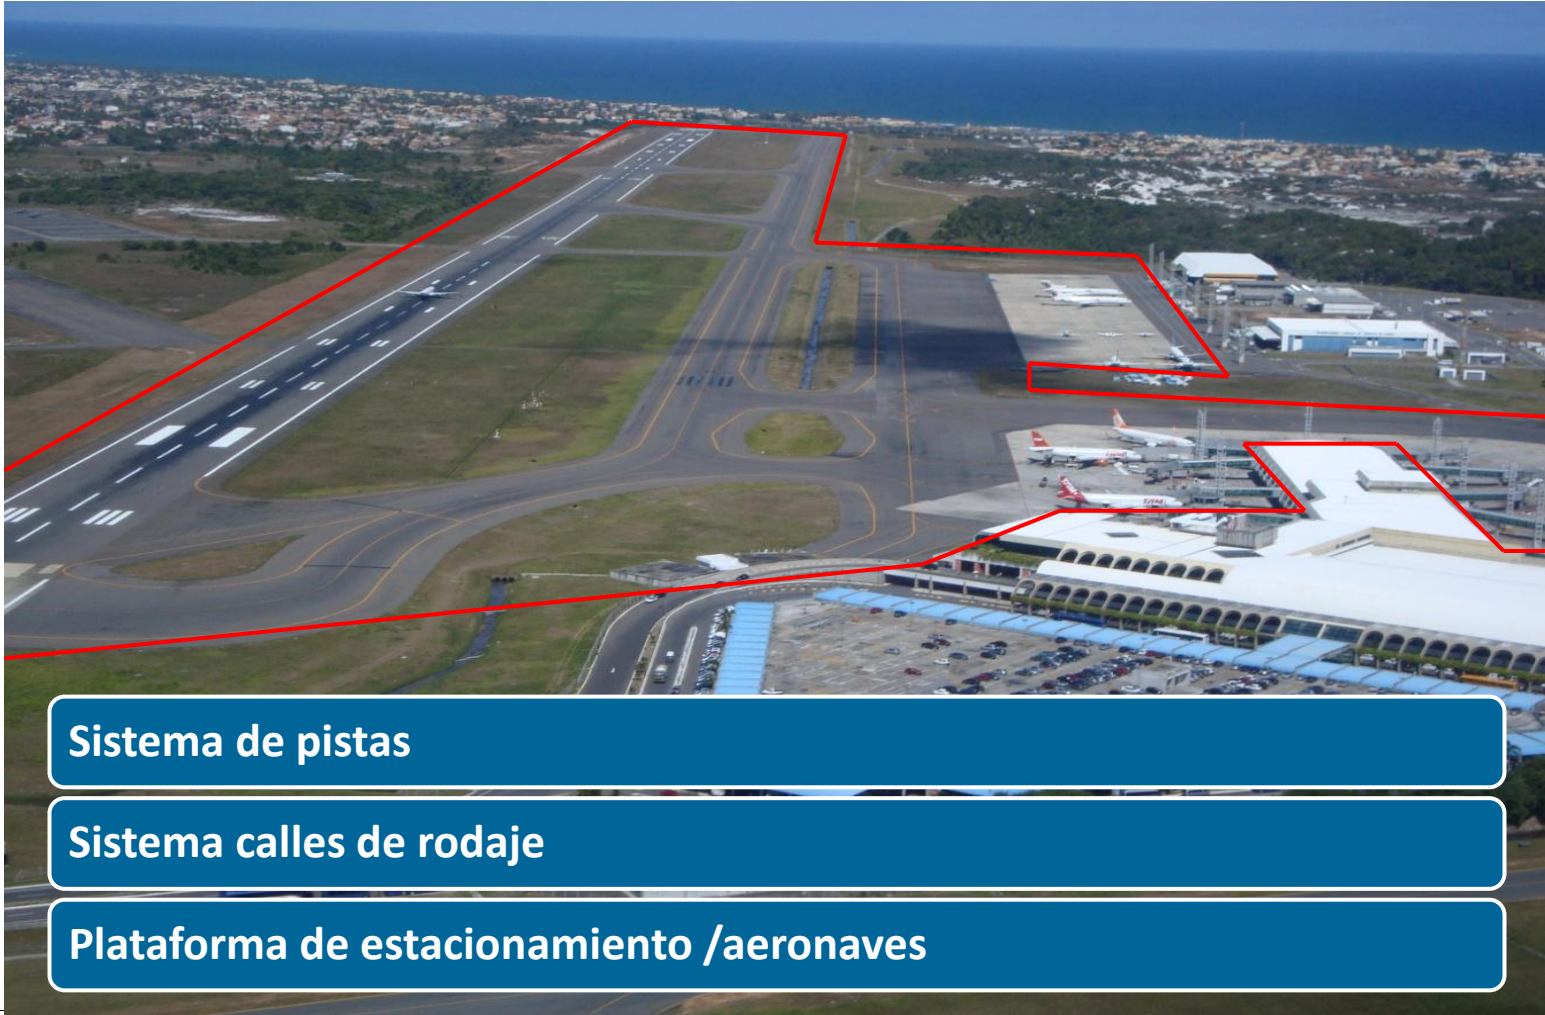 Sistema de pistas
Sistema calles de rodaje
Plataforma de estacionamiento /aeronaves